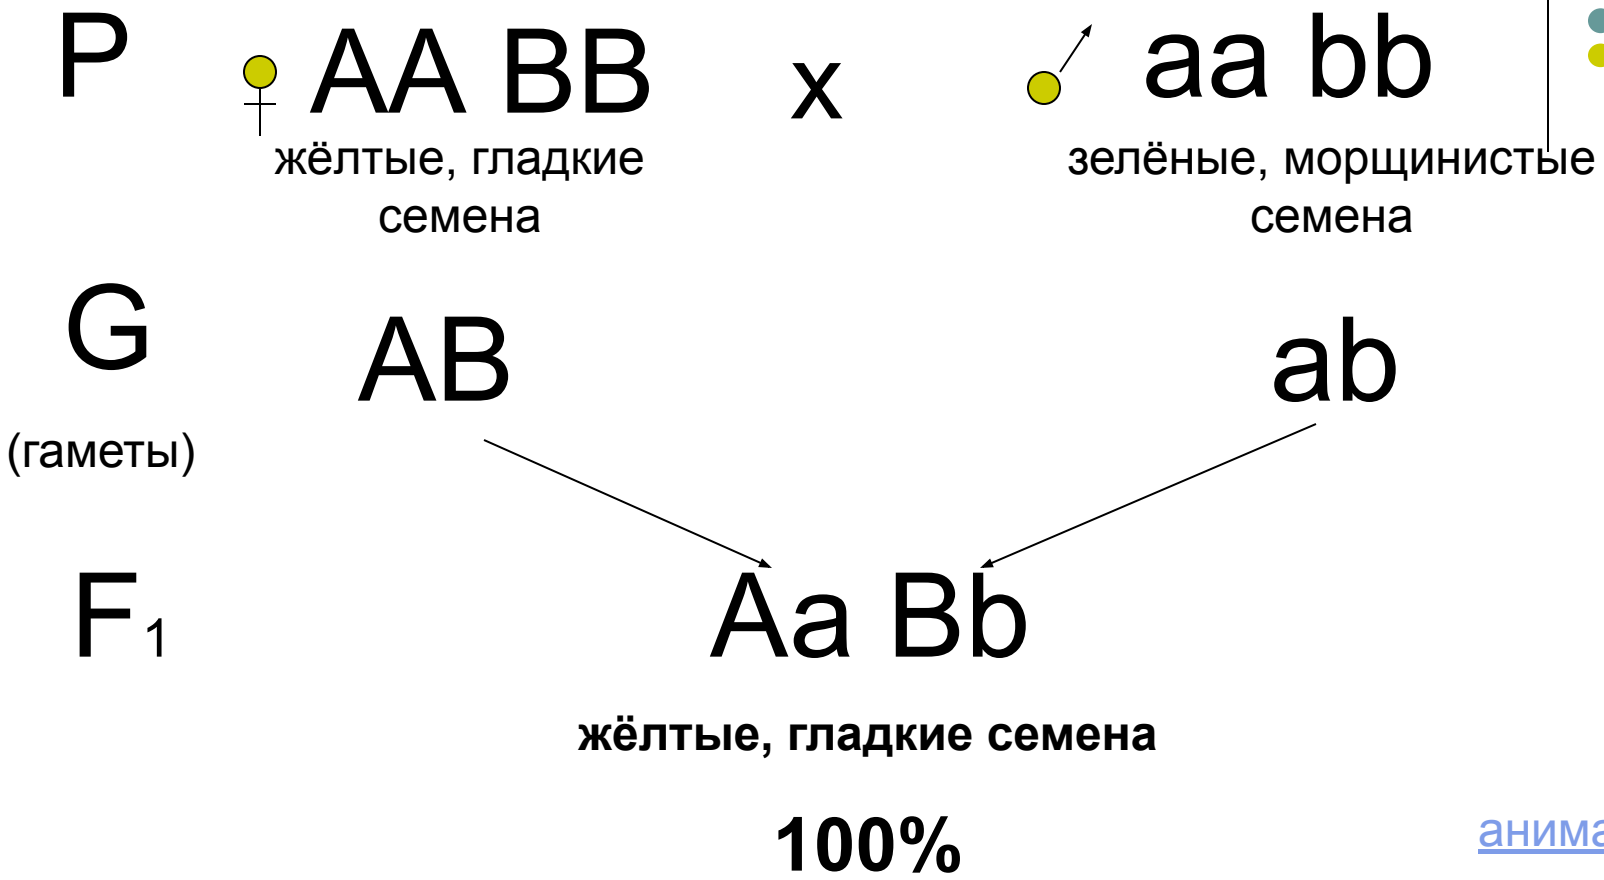 P AA BB x aa bb
жёлтые, гладкие семена
зелёные, морщинистые семена
G AB ab
(гаметы)
F₁ Aa Bb
жёлтые, гладкие семена
100%